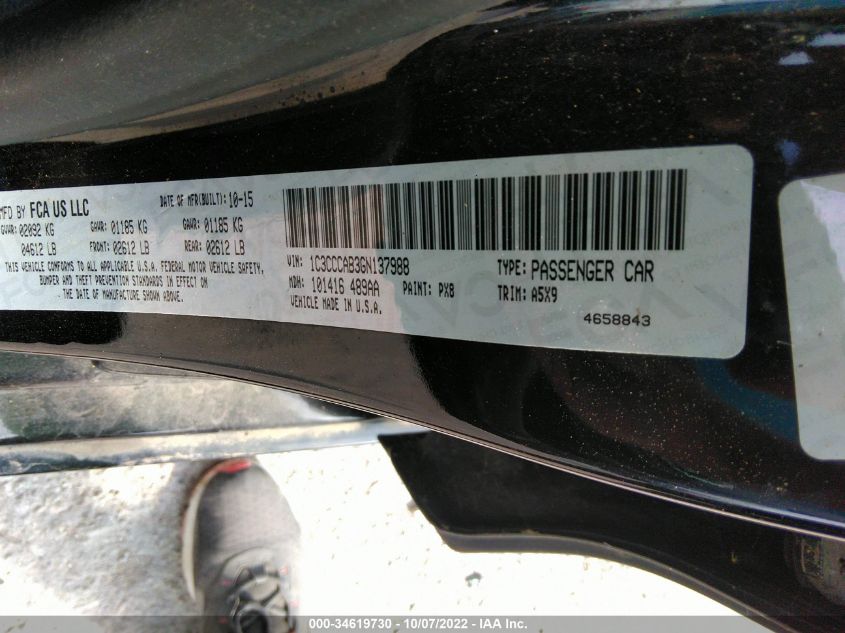 MFD BY FCA US LLC DATE OF MFR(BUILT): 10-15
GVWR: 02092 KG GAWR: 01185 KG GAWR: 01185 KG
04612 LB FRONT: 02612 LB REAR: 02612 LB
THIS VEHICLE CONFORMS TO ALL APPLICABLE U.S.A. FEDERAL MOTOR VEHICLE SAFETY,
BUMPER AND THEFT PREVENTION STANDARDS IN EFFECT ON
THE DATE OF MANUFACTURE SHOWN ABOVE.
VIN: 1C3CCCAB36N137988 TYPE: PASSENGER CAR
MDH: 101416 489AA PAINT: PX8 TRIM: A5X9
VEHICLE MADE IN U.S.A.
4658843
000-34619730 - 10/07/2022 - IAA Inc.